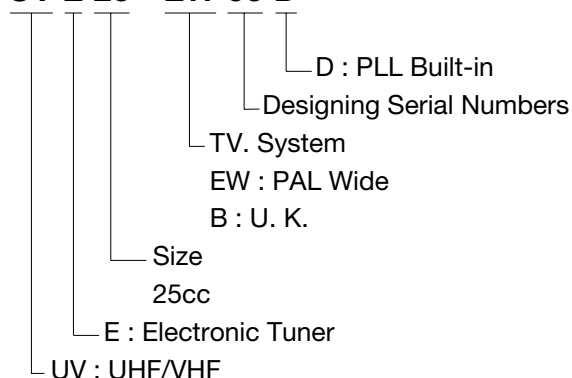 D : PLL Built-in
Designing Serial Numbers
TV. System
EW : PAL Wide
B : U. K.
Size
25cc
E : Electronic Tuner
UV : UHF/VHF